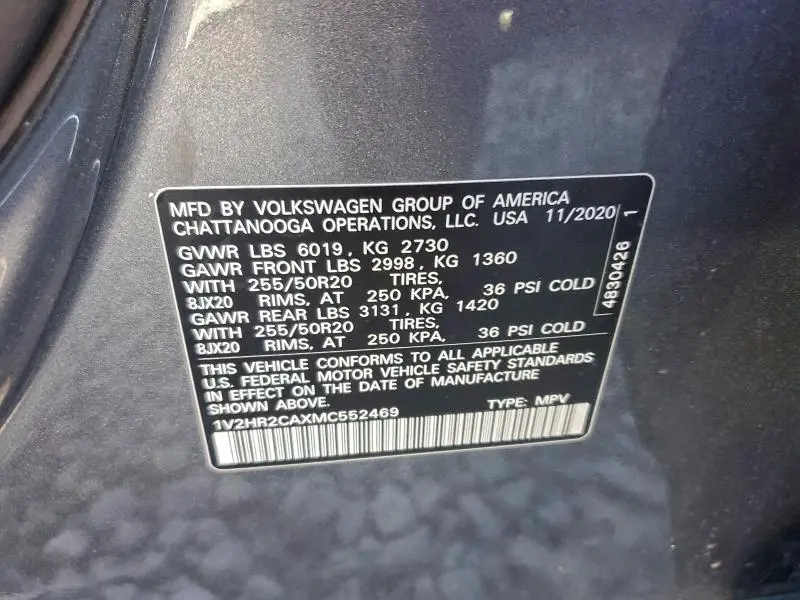 MFD BY VOLKSWAGEN GROUP OF AMERICA
CHATTANOOGA OPERATIONS, LLC. USA 11/2020
GVWR LBS 6019, KG 2730
GAWR FRONT LBS 2998, KG 1360
WITH 255/50R20 TIRES,
8JX20 RIMS, AT 250 KPA, 36 PSI COLD
GAWR REAR LBS 3131, KG 1420
WITH 255/50R20 TIRES,
8JX20 RIMS, AT 250 KPA, 36 PSI COLD
THIS VEHICLE CONFORMS TO ALL APPLICABLE
U.S. FEDERAL MOTOR VEHICLE SAFETY STANDARDS
IN EFFECT ON THE DATE OF MANUFACTURE
SHOWN ABOVE.
1V2HR2CAXMC552469 TYPE: MPV
4830426 1